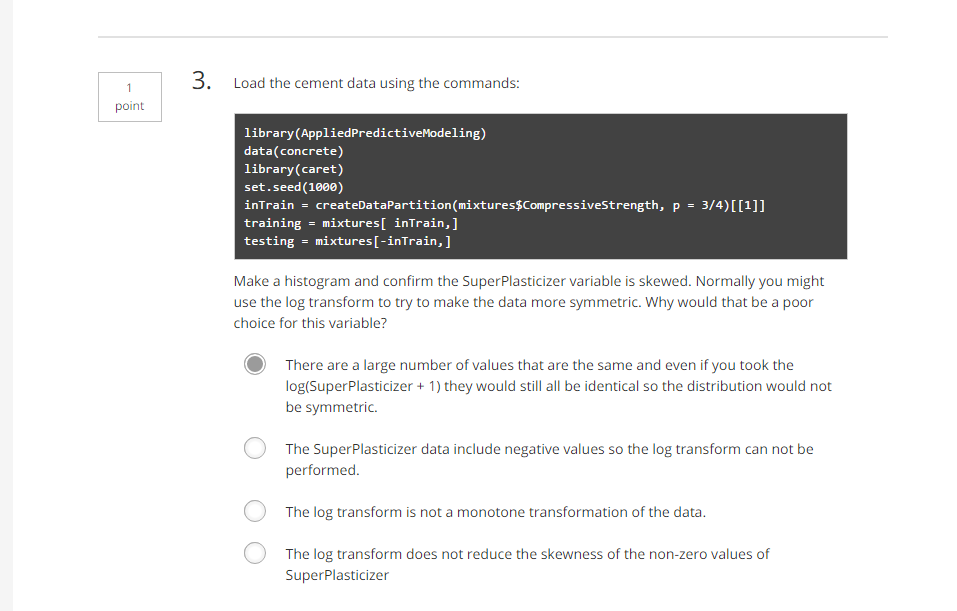 1
point
3. Load the cement data using the commands:
library(AppliedPredictiveModeling)
data(concrete)
library(caret)
set.seed(1000)
inTrain = createDataPartition(mixtures$CompressiveStrength, p = 3/4)[[1]]
training = mixtures[ inTrain,]
testing = mixtures[-inTrain,]
Make a histogram and confirm the SuperPlasticizer variable is skewed. Normally you might
use the log transform to try to make the data more symmetric. Why would that be a poor
choice for this variable?
There are a large number of values that are the same and even if you took the
log(SuperPlasticizer + 1) they would still all be identical so the distribution would not
be symmetric.
The SuperPlasticizer data include negative values so the log transform can not be
performed.
The log transform is not a monotone transformation of the data.
The log transform does not reduce the skewness of the non-zero values of
SuperPlasticizer